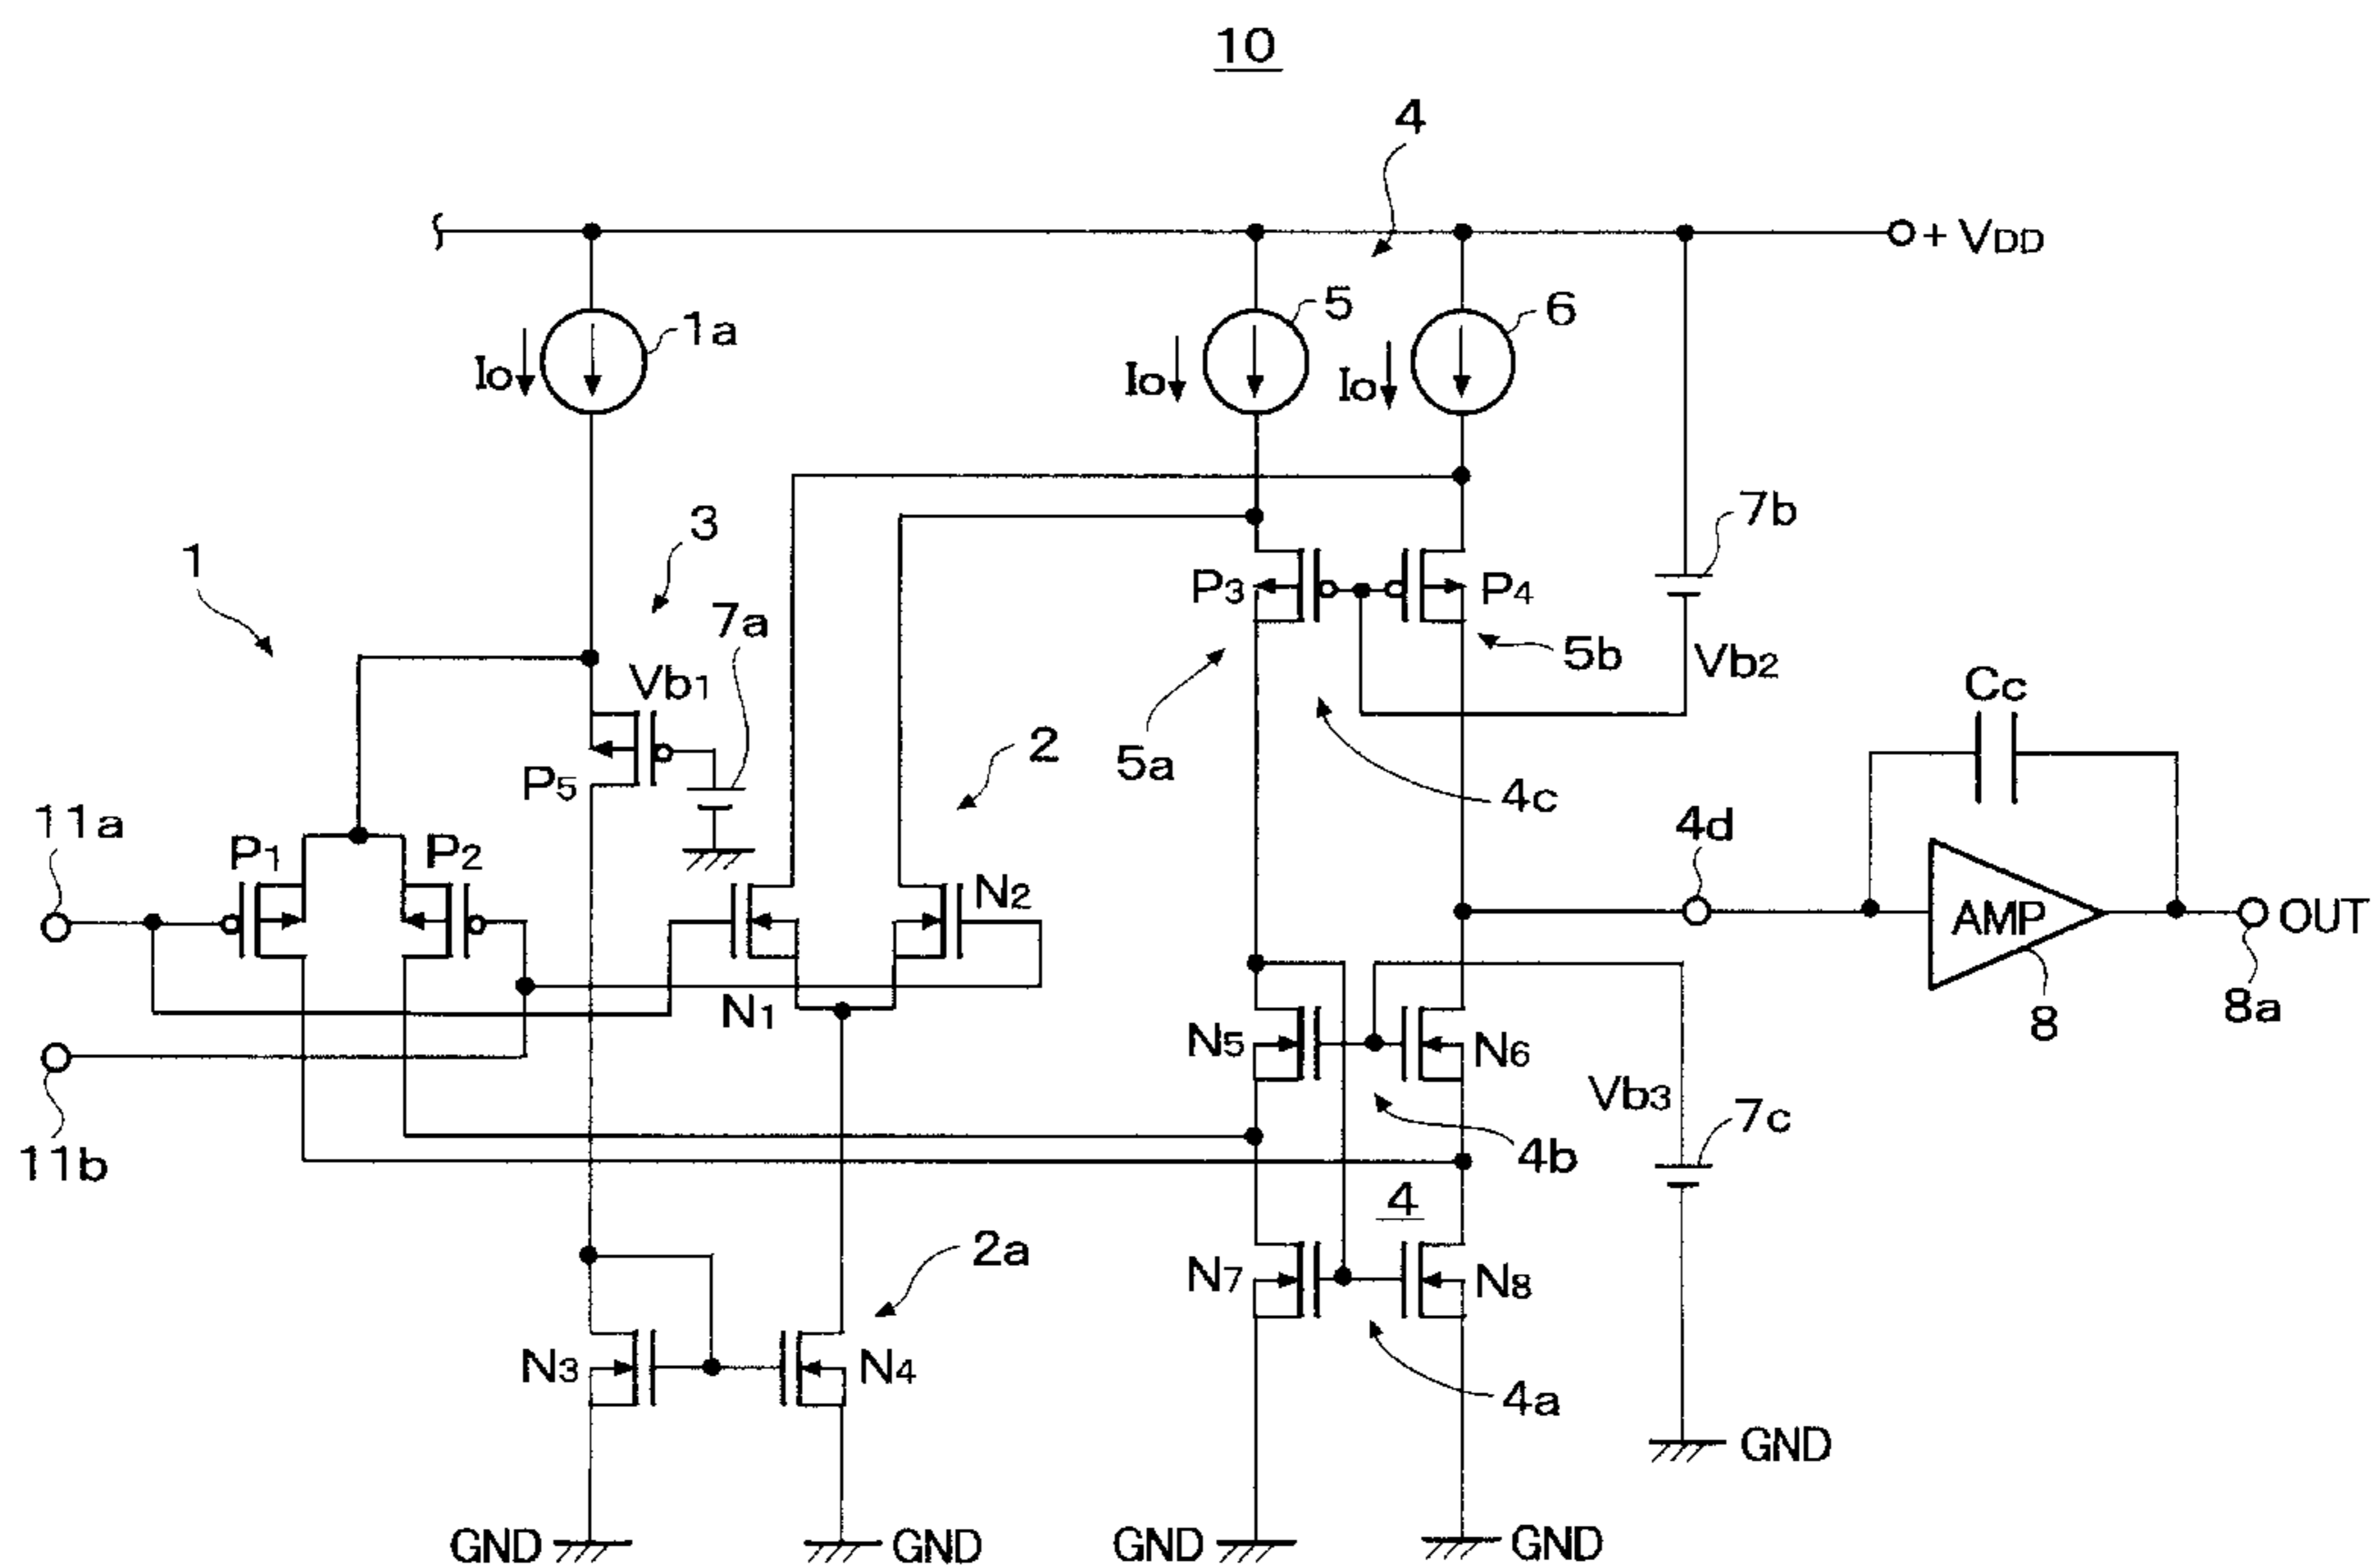 10
4
+ VDD
Io
1a
Io
5
Io
6
1
3
7a
Vb1
P5
2
P3
P4
5a
5b
4c
7b
Vb2
11a
P1
P2
N1
N2
11b
4d
Cc
AMP
8
OUT
8a
N5
N6
4b
Vb3
7c
4
N7
N8
4a
2a
N3
N4
GND
GND
GND
GND
GND